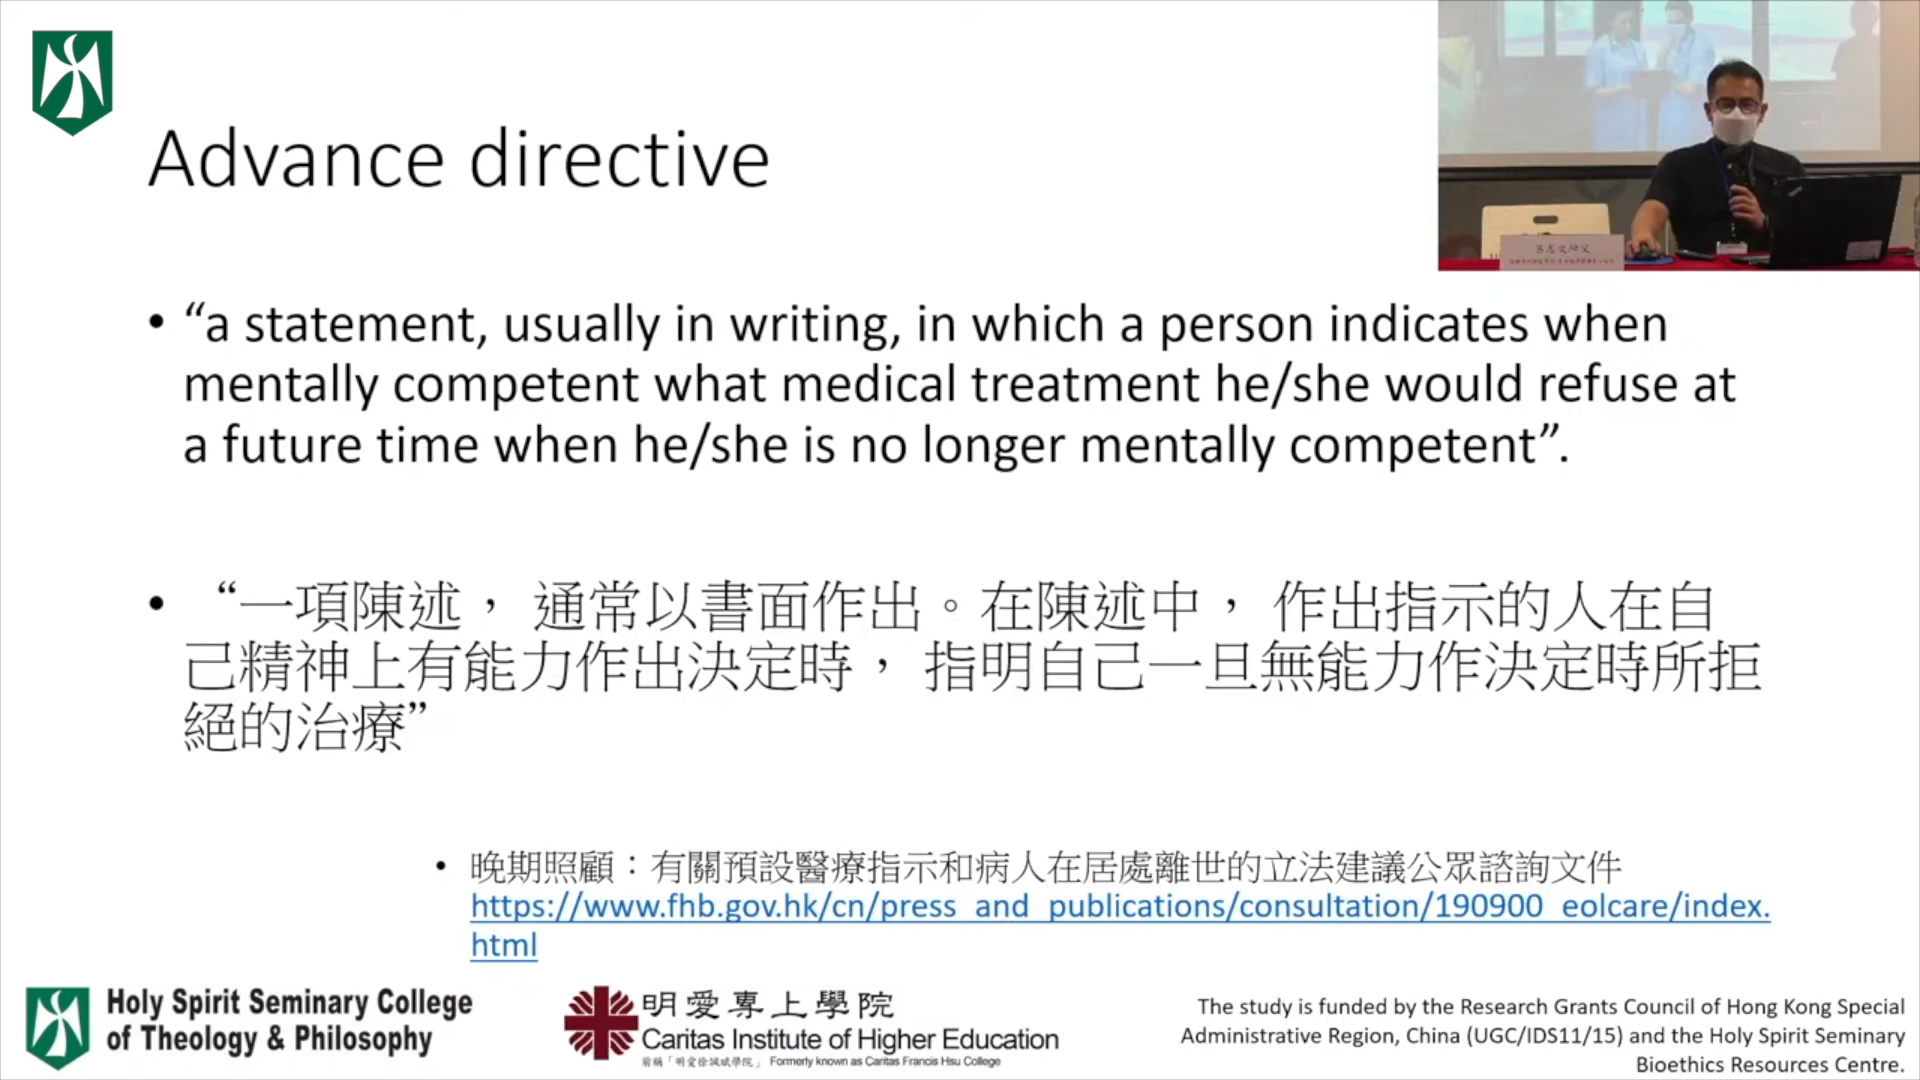 Advance directive
• “a statement, usually in writing, in which a person indicates when
mentally competent what medical treatment he/she would refuse at
a future time when he/she is no longer mentally competent”.
• “一項陳述， 通常以書面作出。在陳述中， 作出指示的人在自
己精神上有能力作出決定時， 指明自己一旦無能力作決定時所拒
絕的治療”
• 晚期照顧：有關預設醫療指示和病人在居處離世的立法建議公眾諮詢文件
https://www.fhb.gov.hk/cn/press_and_publications/consultation/190900_eolcare/index.
html
Holy Spirit Seminary College
of Theology & Philosophy
明愛專上學院
Caritas Institute of Higher Education
前稱「明愛徐誠斌學院」 Formerly known as Caritas Francis Hsu College
The study is funded by the Research Grants Council of Hong Kong Special
Administrative Region, China (UGC/IDS11/15) and the Holy Spirit Seminary
Bioethics Resources Centre.